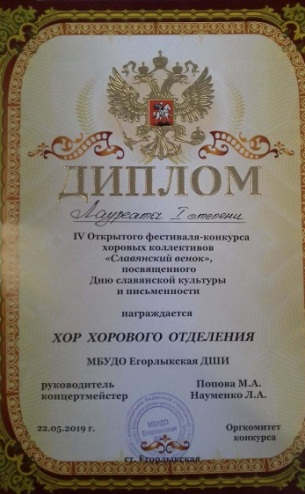 ДИПЛОМ
Лауреата I степени
IV Открытого фестиваля-конкурса
хоровых коллективов
«Славянский венок»,
посвященного
Дню славянской культуры
и письменности
награждается
ХОР ХОРОВОГО ОТДЕЛЕНИЯ
МБУДО Егорлыкская ДШИ
руководитель Попова М.А.
концертмейстер Науменко Л.А.
22.05.2019 г. Оргкомитет
конкурса
ст. Егорлыкская